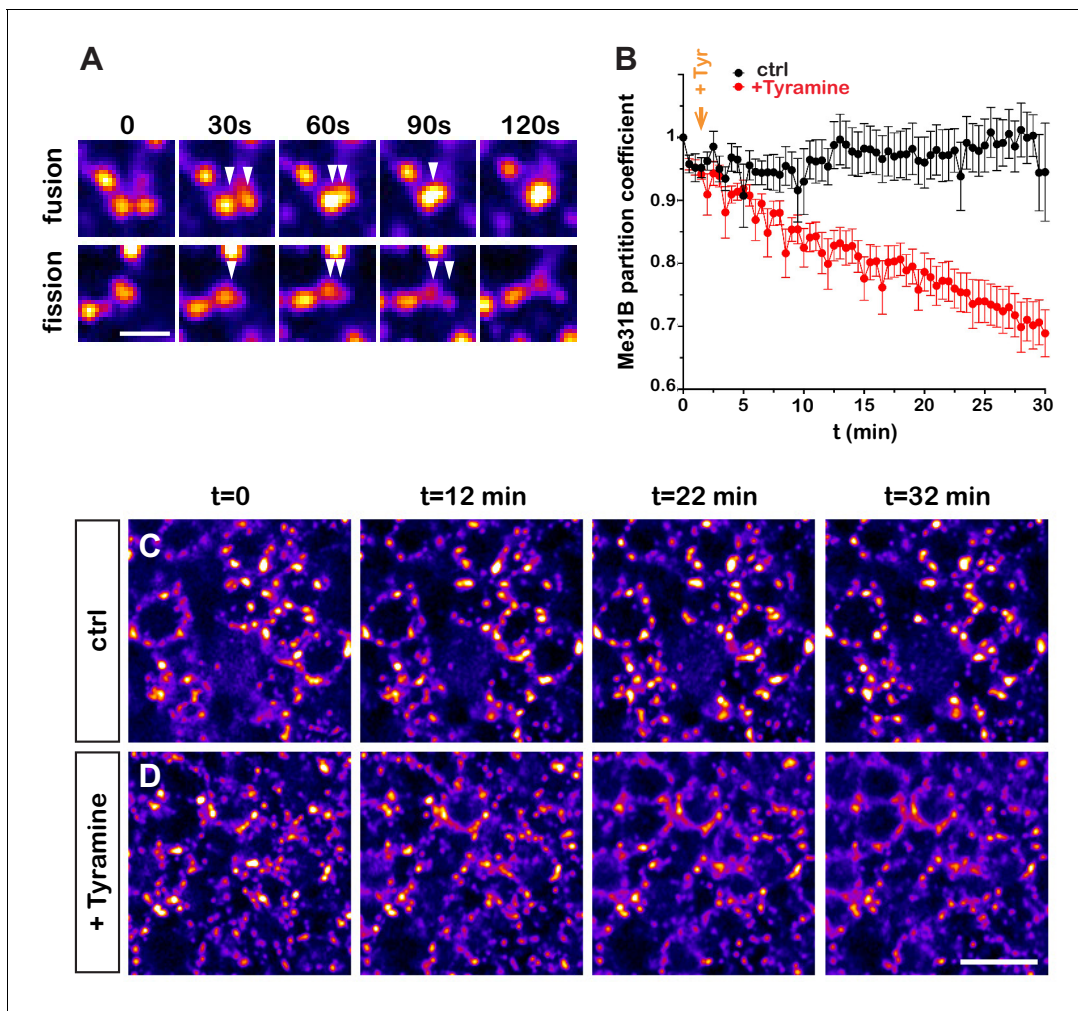 A
0 30s 60s 90s 120s
fusion
fission
B
+ Tyr
ctrl
+Tyramine
Me31B partition coefficient
1
0.9
0.8
0.7
0.6
0 5 10 15 20 25 30
t (min)
t=0 t=12 min t=22 min t=32 min
ctrl
C
+ Tyramine
D